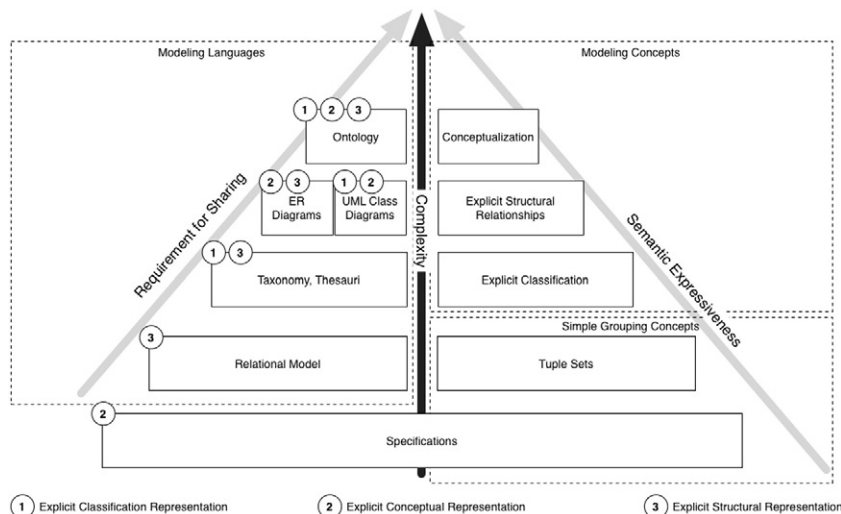 Modeling Languages
Modeling Concepts
1 2 3
Ontology
Conceptualization
2 3
1 2
ER
Diagrams
UML Class
Diagrams
Explicit Structural
Relationships
Requirement for Sharing
Complexity
Semantic Expressiveness
1 3
Taxonomy, Thesauri
Explicit Classification
Simple Grouping Concepts
3
Relational Model
Tuple Sets
2
Specifications
1 Explicit Classification Representation
2 Explicit Conceptual Representation
3 Explicit Structural Representation